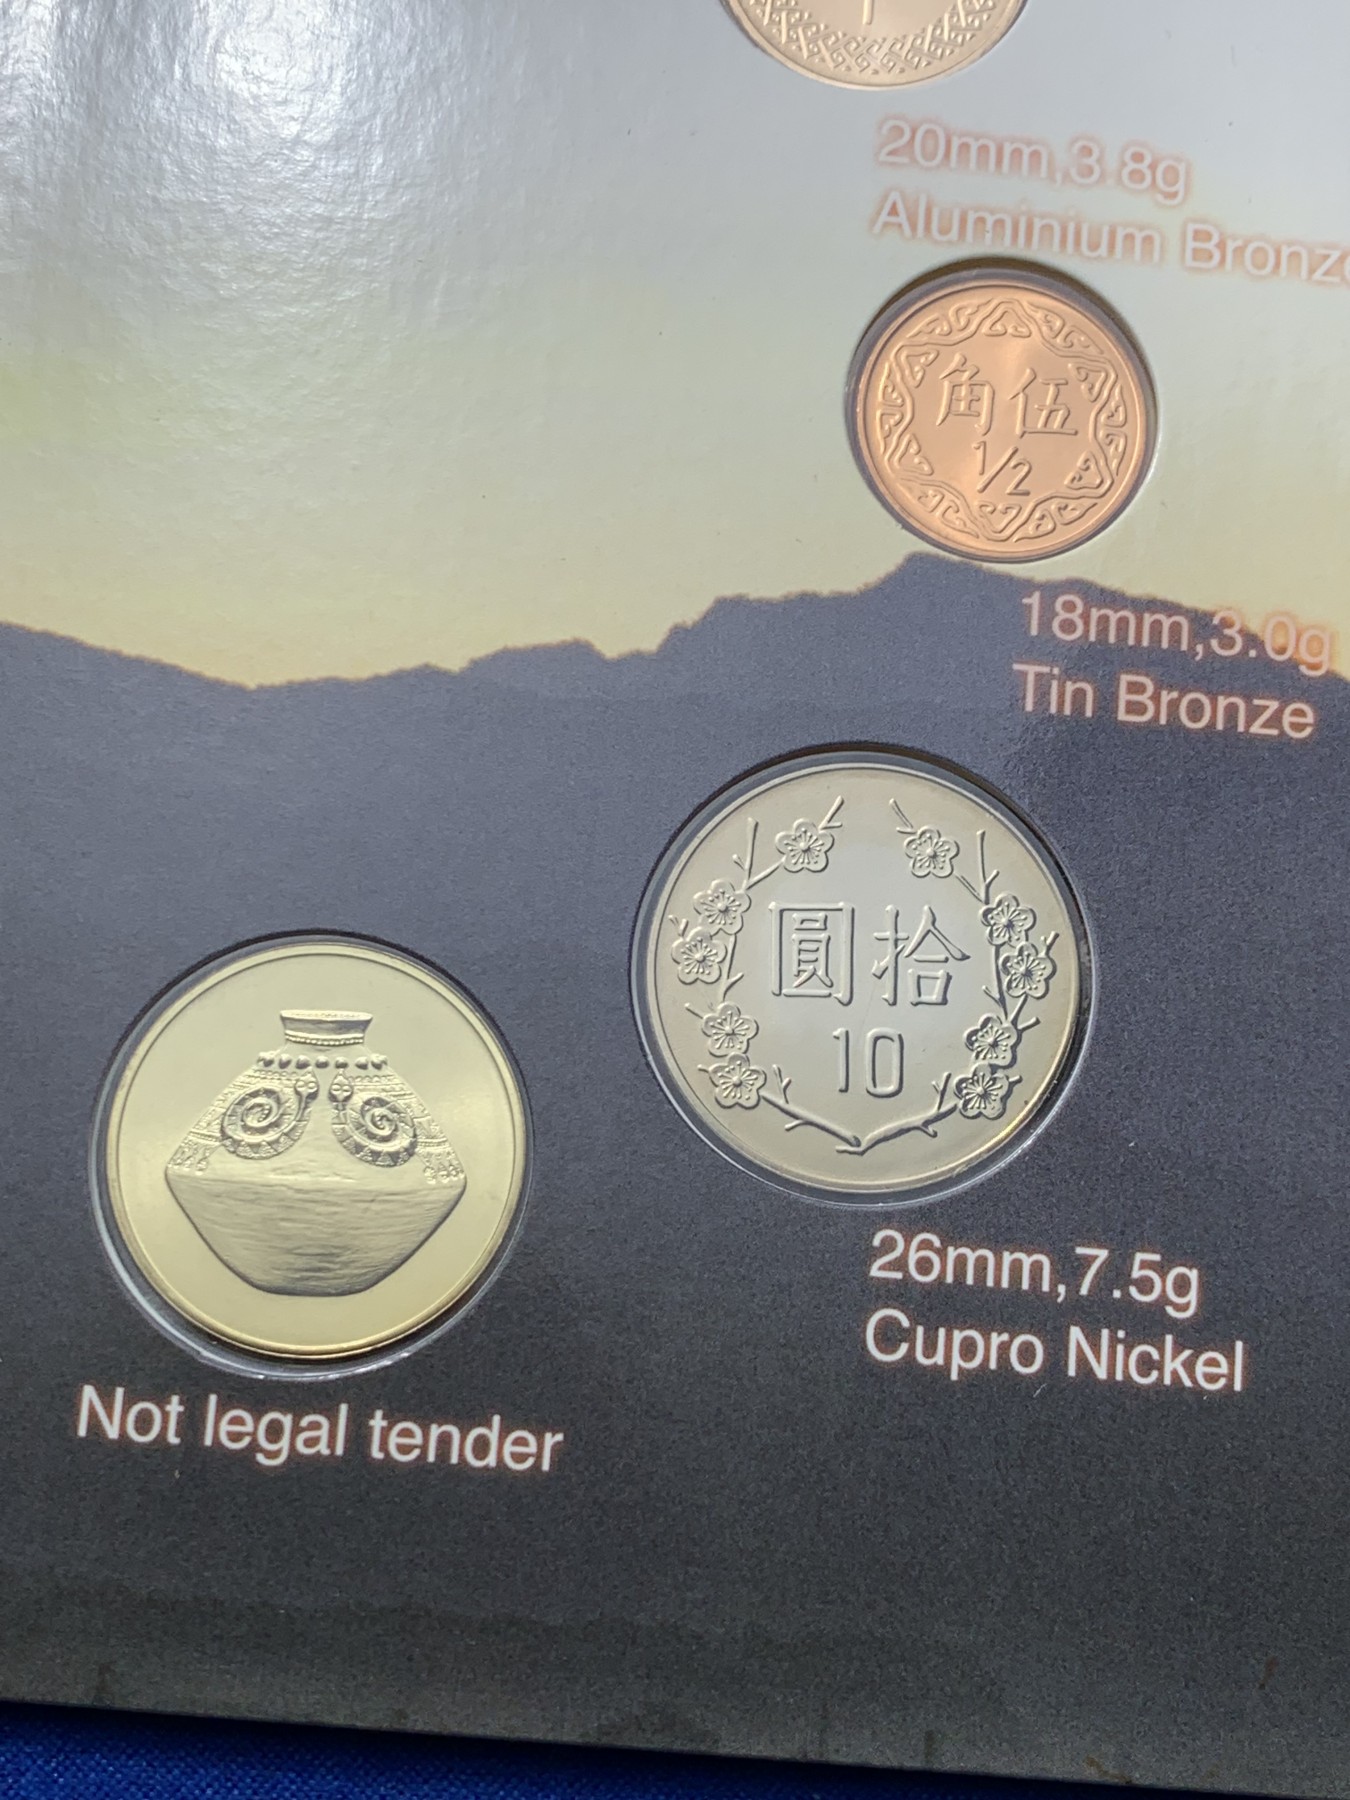 1
20mm,3.8g
Aluminium Bronze
角伍
1/2
18mm,3.0g
Tin Bronze
圓拾
10
26mm,7.5g
Cupro Nickel
Not legal tender